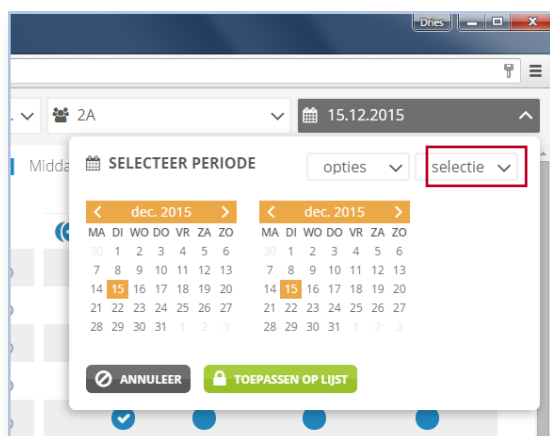 Dries
2A
15.12.2015
Midda
SELECTEER PERIODE
opties
selectie
dec. 2015
dec. 2015
MA DI WO DO VR ZA ZO
MA DI WO DO VR ZA ZO
30 1 2 3 4 5 6
30 1 2 3 4 5 6
7 8 9 10 11 12 13
7 8 9 10 11 12 13
14 15 16 17 18 19 20
14 15 16 17 18 19 20
21 22 23 24 25 26 27
21 22 23 24 25 26 27
28 29 30 31 1 2 3
28 29 30 31 1 2 3
ANNULEER
TOEPASSEN OP LIJST